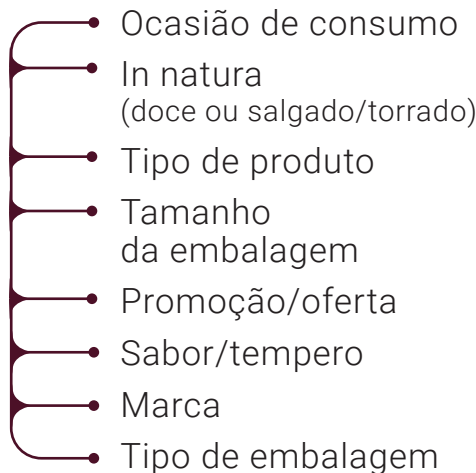 Ocasião de consumo
In natura
(doce ou salgado/torrado)
Tipo de produto
Tamanho
da embalagem
Promoção/oferta
Sabor/tempero
Marca
Tipo de embalagem